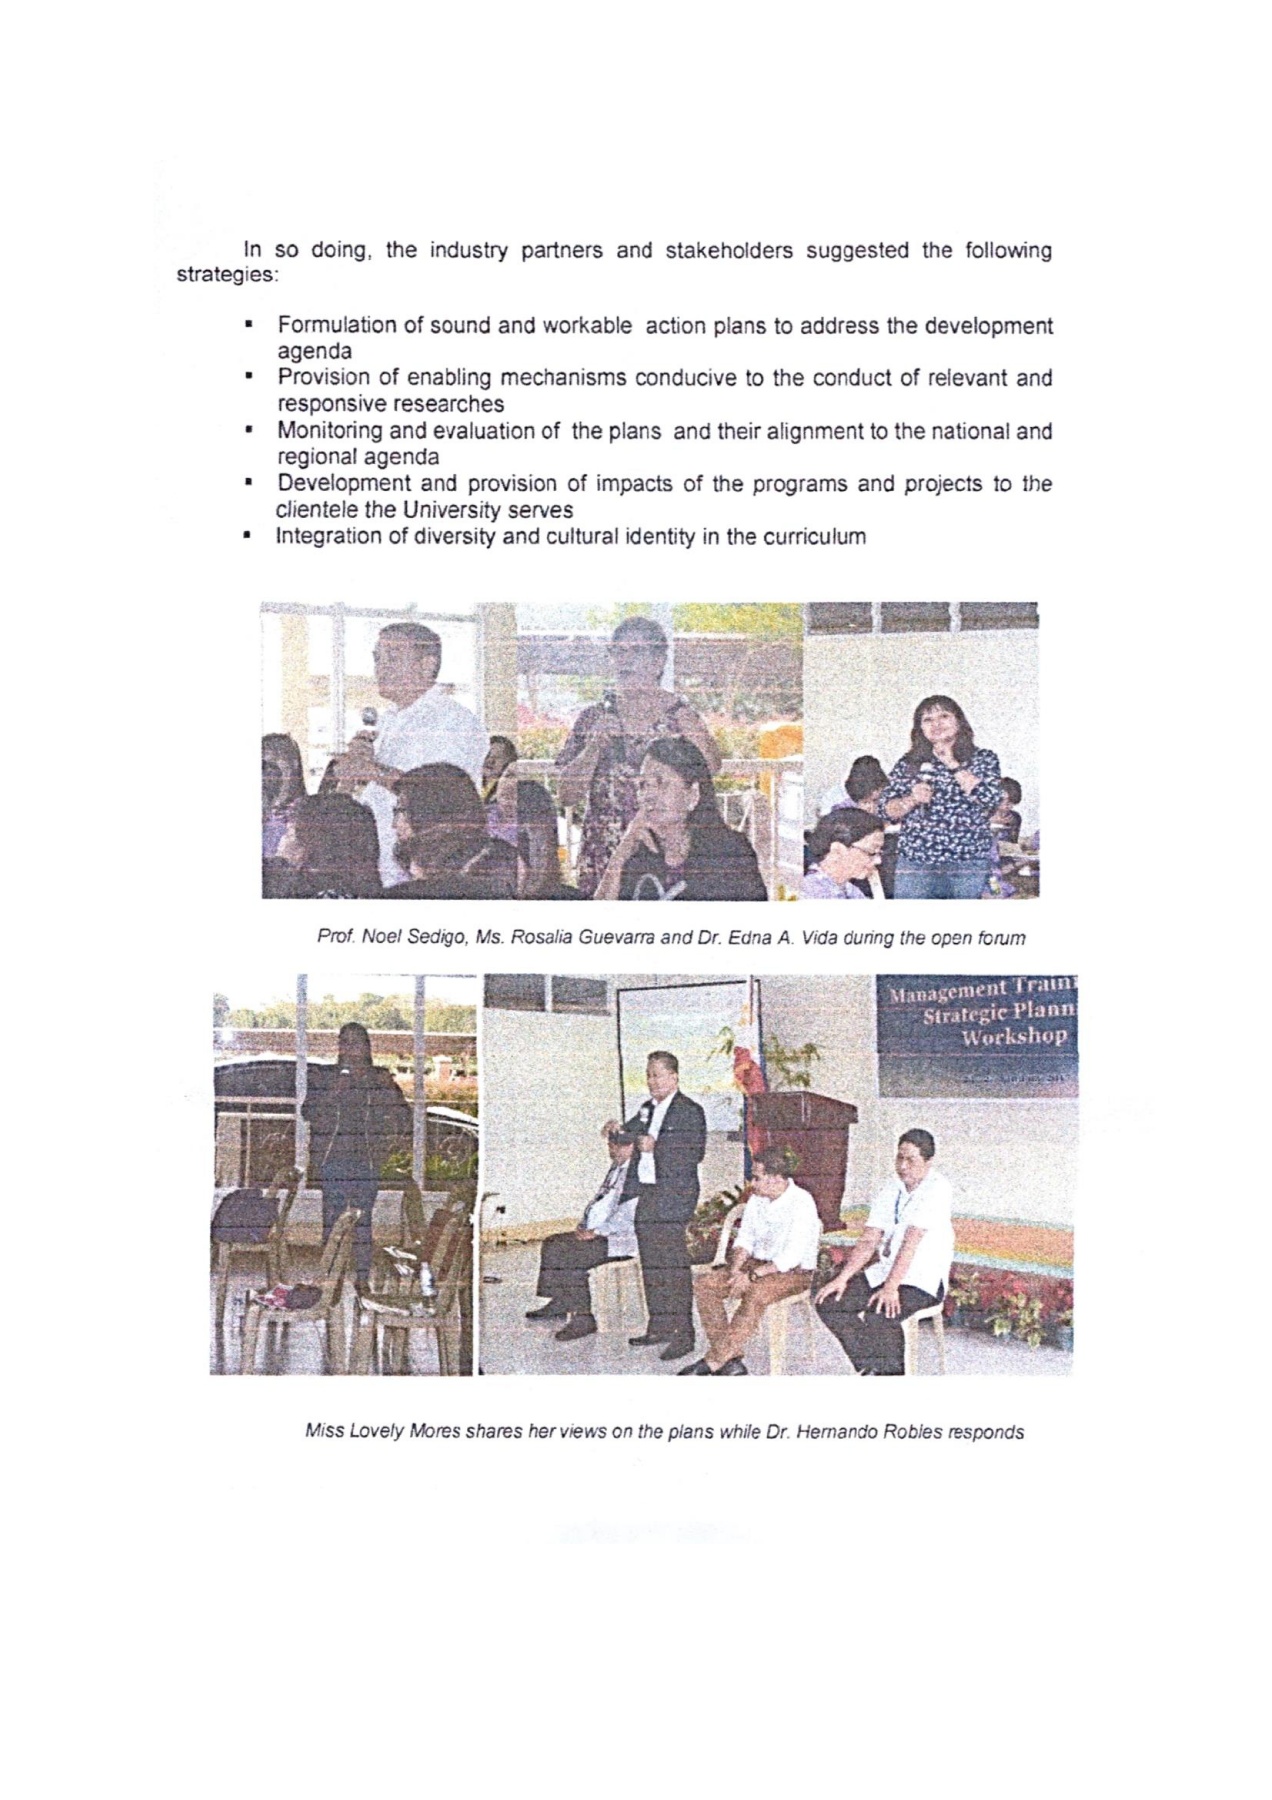 In so doing, the industry partners and stakeholders suggested the following
strategies:
▪ Formulation of sound and workable action plans to address the development
agenda
▪ Provision of enabling mechanisms conducive to the conduct of relevant and
responsive researches
▪ Monitoring and evaluation of the plans and their alignment to the national and
regional agenda
▪ Development and provision of impacts of the programs and projects to the
clientele the University serves
▪ Integration of diversity and cultural identity in the curriculum
Prof. Noel Sedigo, Ms. Rosalia Guevarra and Dr. Edna A. Vida during the open forum
Management Train
Strategic Plann
Workshop
Miss Lovely Mores shares her views on the plans while Dr. Hernando Robles responds